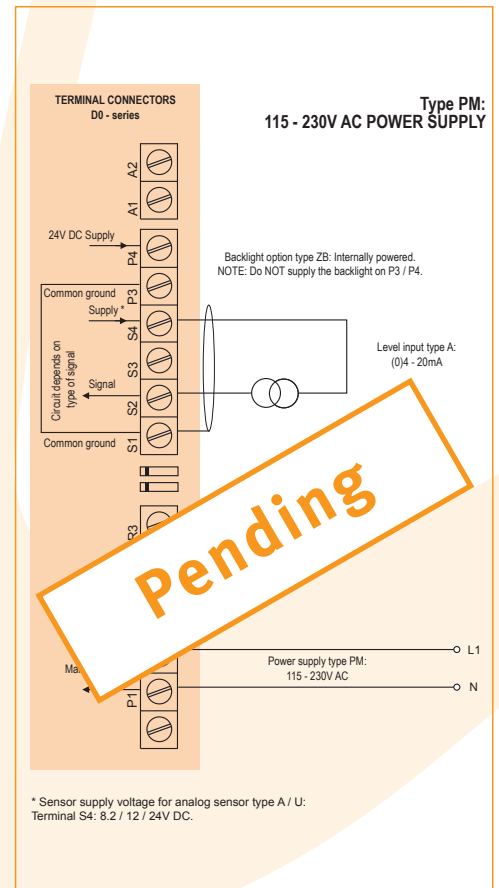 TERMINAL CONNECTORS
D0 - series
Type PM:
115 - 230V AC POWER SUPPLY
A2
A1
24V DC Supply
P4
Backlight option type ZB: Internally powered.
NOTE: Do NOT supply the backlight on P3 / P4.
Common ground
P3
Supply *
S4
Level input type A:
(0)4 - 20mA
Circuit depends on
type of signal
S3
Signal
S2
Common ground
S1
R3
Pending
L1
Power supply type PM:
115 - 230V AC
N
P1
* Sensor supply voltage for analog sensor type A / U:
Terminal S4: 8.2 / 12 / 24V DC.